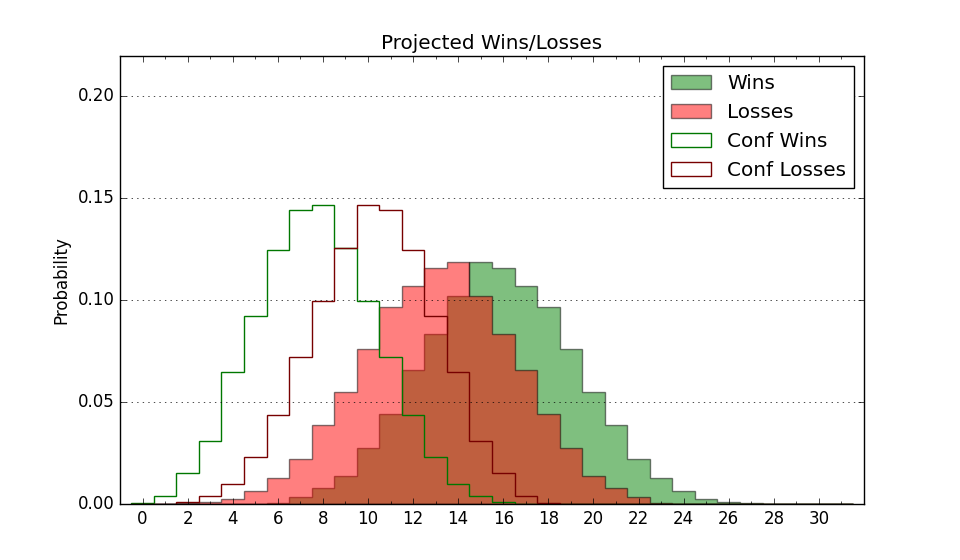 Projected Wins/Losses
Wins
Losses
Conf Wins
Conf Losses
Probability
0.20
0.15
0.10
0.05
0.00
0 2 4 6 8 10 12 14 16 18 20 22 24 26 28 30